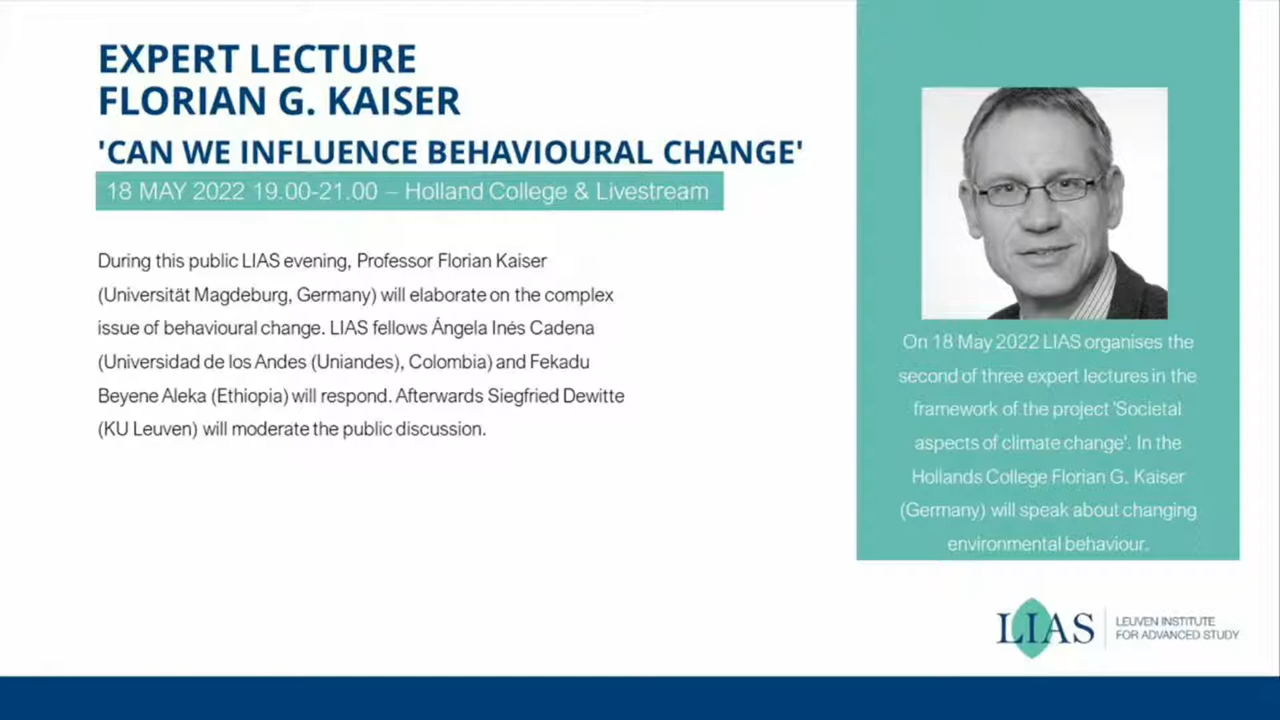 EXPERT LECTURE
FLORIAN G. KAISER
'CAN WE INFLUENCE BEHAVIOURAL CHANGE'
18 MAY 2022 19.00-21.00 – Holland College & Livestream
During this public LIAS evening, Professor Florian Kaiser
(Universität Magdeburg, Germany) will elaborate on the complex
issue of behavioural change. LIAS fellows Ángela Inés Cadena
(Universidad de los Andes (Uniandes), Colombia) and Fekadu
Beyene Aleka (Ethiopia) will respond. Afterwards Siegfried Dewitte
(KU Leuven) will moderate the public discussion.
On 18 May 2022 LIAS organises the
second of three expert lectures in the
framework of the project 'Societal
aspects of climate change'. In the
Hollands College Florian G. Kaiser
(Germany) will speak about changing
environmental behaviour.
LIAS
LEUVEN INSTITUTE
FOR ADVANCED STUDY